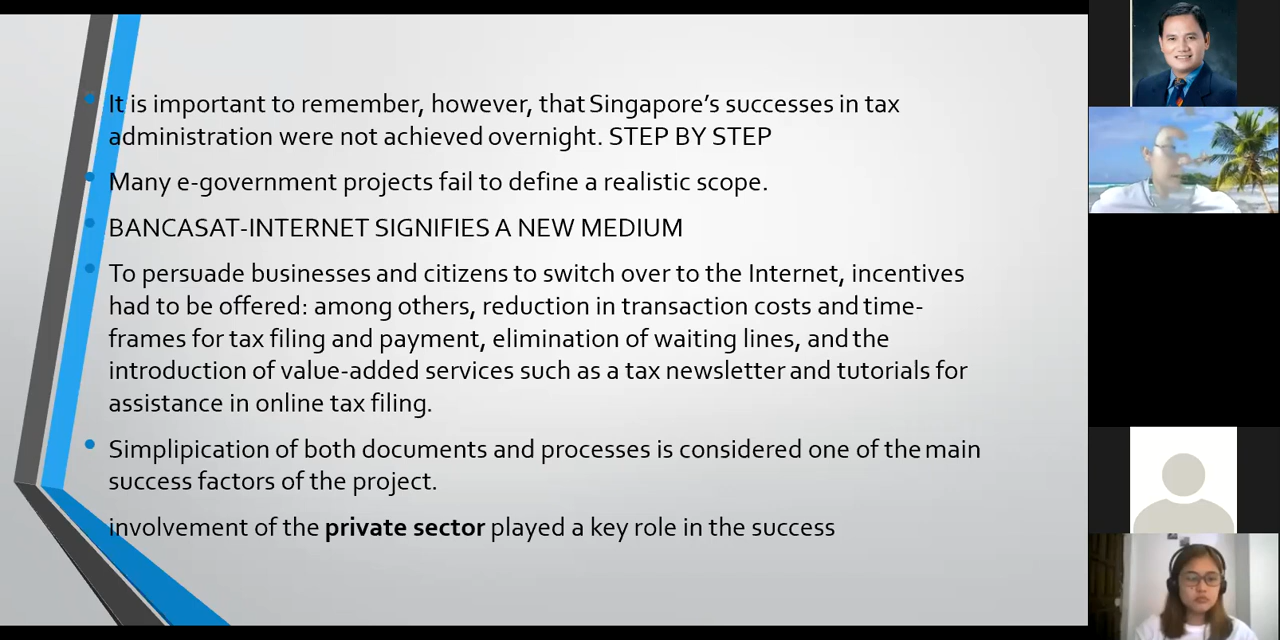 It is important to remember, however, that Singapore's successes in tax
administration were not achieved overnight. STEP BY STEP
Many e-government projects fail to define a realistic scope.
BANCASAT-INTERNET SIGNIFIES A NEW MEDIUM
To persuade businesses and citizens to switch over to the Internet, incentives
had to be offered: among others, reduction in transaction costs and time-
frames for tax filing and payment, elimination of waiting lines, and the
introduction of value-added services such as a tax newsletter and tutorials for
assistance in online tax filing.
Simplipication of both documents and processes is considered one of the main
success factors of the project.
involvement of the private sector played a key role in the success